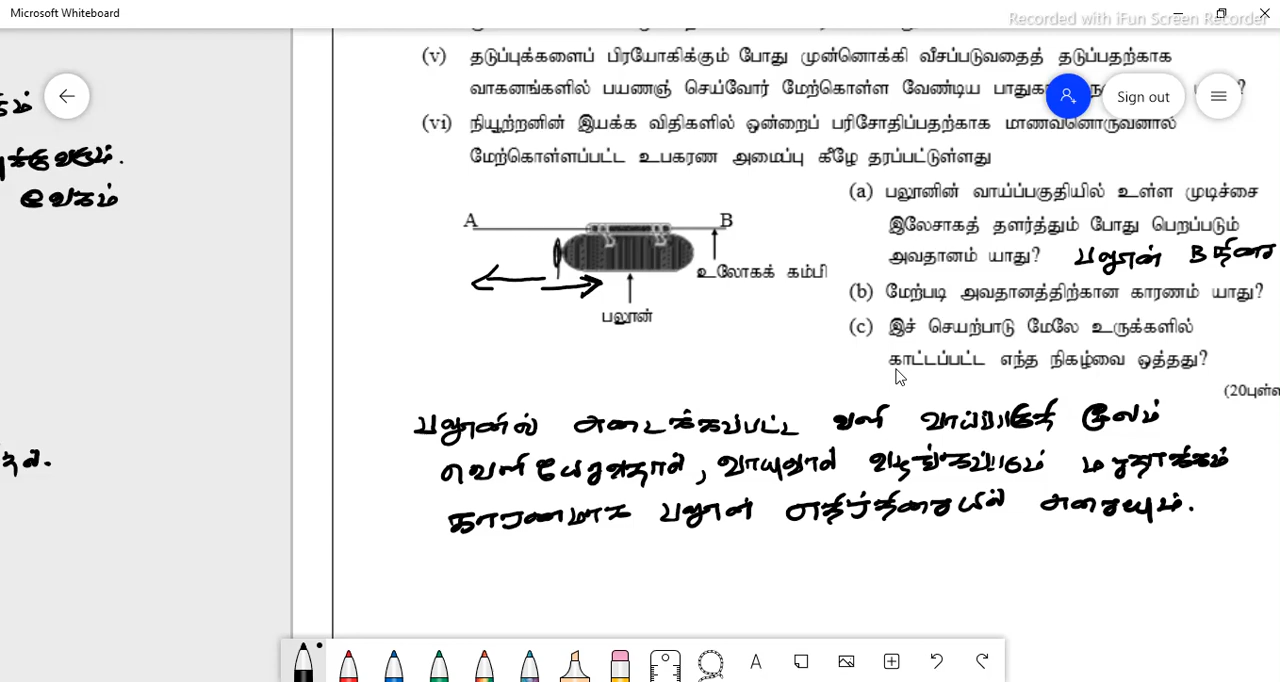 Microsoft Whiteboard
Recorded with iFun Screen Recorder
Sign out
(v) தடுப்புக்களைப் பிரயோகிக்கும் போது முன்னொக்கி வீசப்படுவதைத் தடுப்பதற்காக
வாகனங்களில் பயணஞ் செய்வோர் மேற்கொள்ள வேண்டிய
(vi) நியூற்றனின் இயக்க விதிகளில் ஒன்றைப் பரிசோதிப்பதற்காக மாணவனொருவனால்
மேற்கொள்ளப்பட்ட உபகரண அமைப்பு கீழே தரப்பட்டுள்ளது
A
B
உலோகக் கம்பி
பலூன்
(a) பலூனின் வாய்ப்பகுதியில் உள்ள முடிச்சை
இலேசாகத் தளர்த்தும் போது பெறப்படும்
அவதானம் யாது? பலூன் B
(b) மேற்படி அவதானத்திற்கான காரணம் யாது?
(c) இச் செயற்பாடு மேலே உருக்களில்
காட்டப்பட்ட எந்த நிகழ்வை ஒத்தது?
(20புள்ள
வேகம்
பலூனில் அடைக்கப்பட்ட வளி வாய்ப்பகுதி மூலம்
வெளியேறுவதால், வாயுவால் வழங்கப்படும் மறுதாக்கம்
காரணமாக பலூன் எதிர்திசையில் அசையும்.